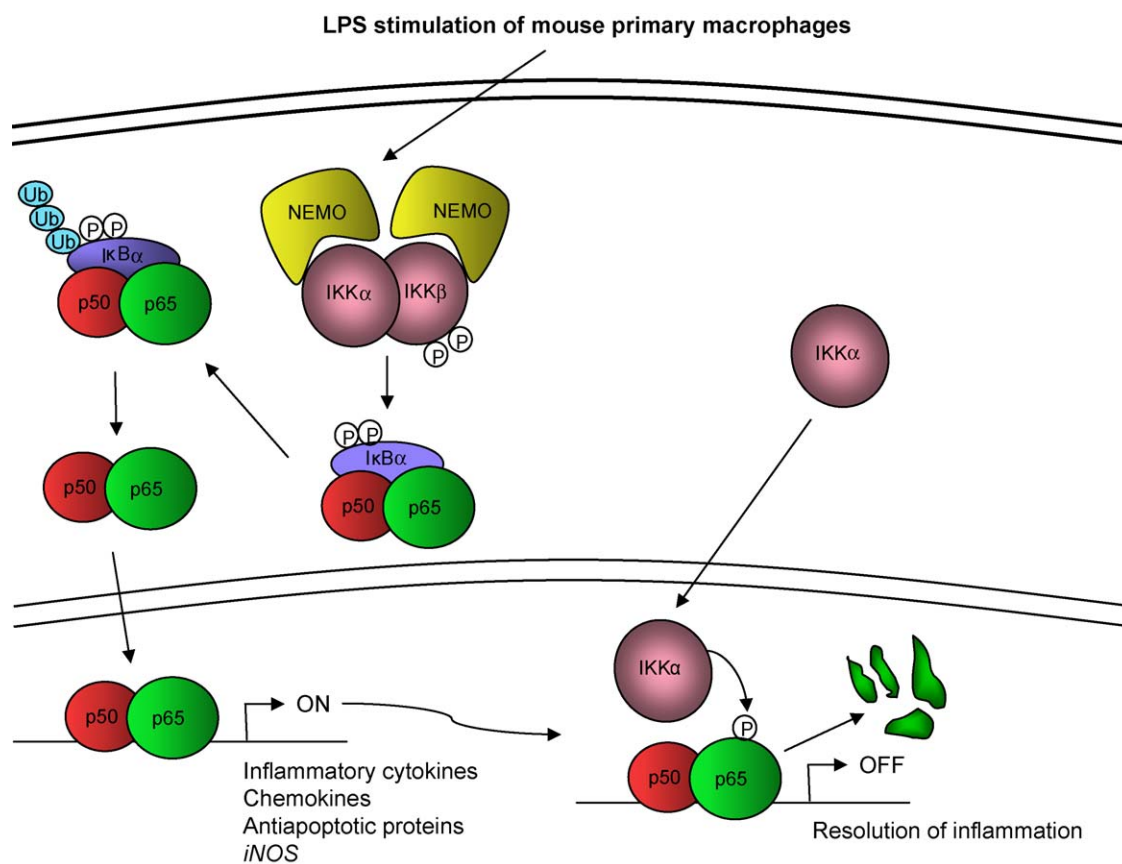 LPS stimulation of mouse primary macrophages
NEMO
NEMO
Ub
Ub
Ub
P P
IκBα
p50 p65
IKKα IKKβ
P P
IKKα
P P
IκBα
p50 p65
p50 p65
IKKα
p50 p65
ON
P
p50 p65
OFF
Inflammatory cytokines
Chemokines
Antiapoptotic proteins
iNOS
Resolution of inflammation